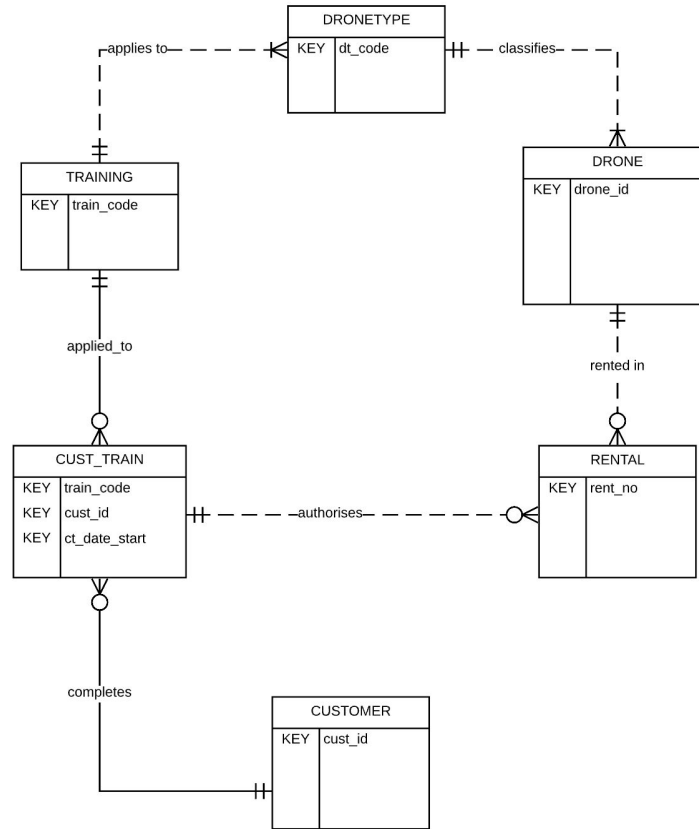 DRONETYPE
KEY dt_code
applies to
classifies
TRAINING
KEY train_code
DRONE
KEY drone_id
applied_to
rented in
CUST_TRAIN
KEY train_code
KEY cust_id
KEY ct_date_start
authorises
RENTAL
KEY rent_no
completes
CUSTOMER
KEY cust_id